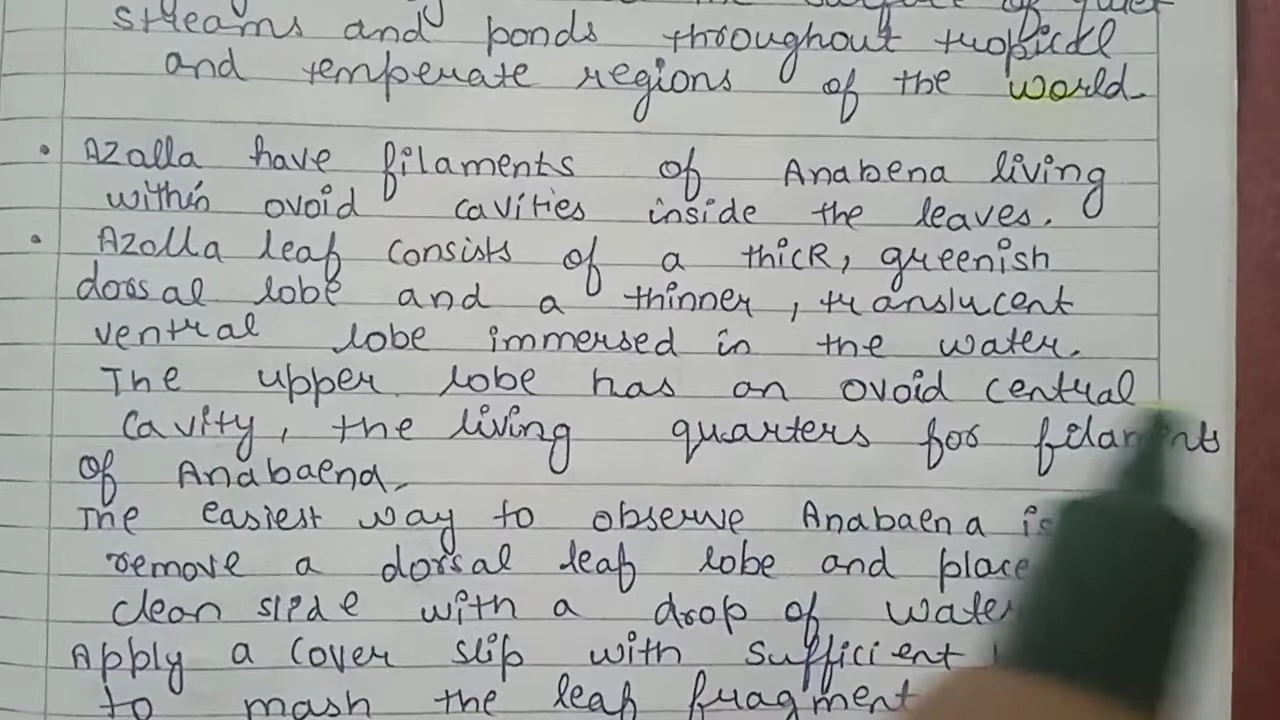 streams and ponds throughout tropicle
and temperate regions of the world.
• Azalla have filaments of Anabena living
within ovoid cavities inside the leaves.
• Azolla leaf consists of a thick, greenish
dorsal lobe and a thinner, translucent
ventral lobe immersed in the water.
The upper lobe has an ovoid central
cavity, the living quarters for filaments
of Anabaena.
The easiest way to observe Anabaena is
remove a dorsal leaf lobe and place
clean slide with a drop of water
Apply a cover slip with sufficient
to mash the leaf fragment